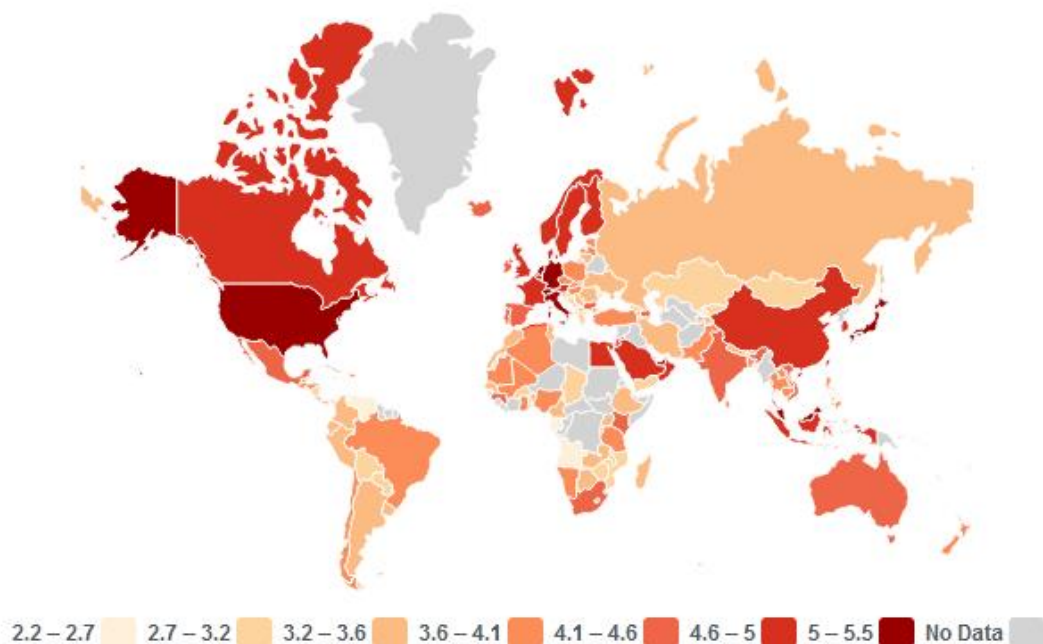 2.2 – 2.7 2.7 – 3.2 3.2 – 3.6 3.6 – 4.1 4.1 – 4.6 4.6 – 5 5 – 5.5 No Data